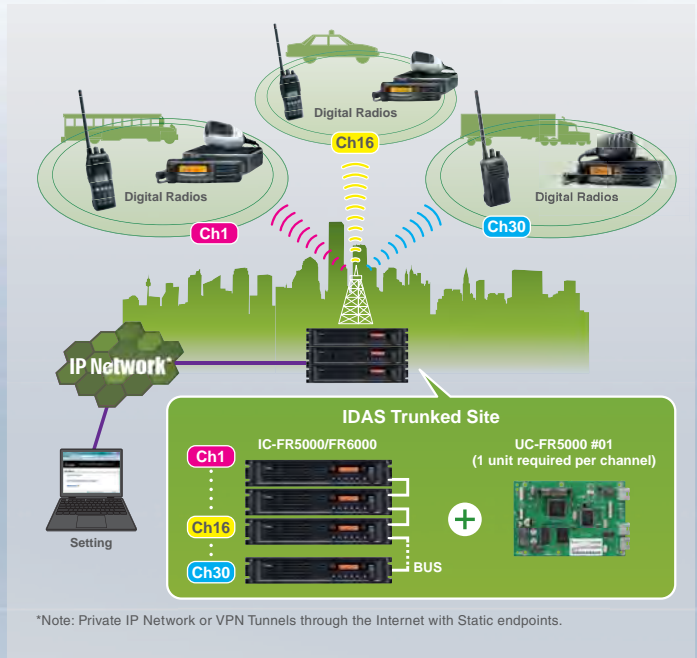 Digital Radios
Ch16
Digital Radios
Ch1
Digital Radios
Ch30
IP Network*
Setting
IDAS Trunked Site
IC-FR5000/FR6000
UC-FR5000 #01
(1 unit required per channel)
Ch1
Ch16
Ch30
BUS
*Note: Private IP Network or VPN Tunnels through the Internet with Static endpoints.